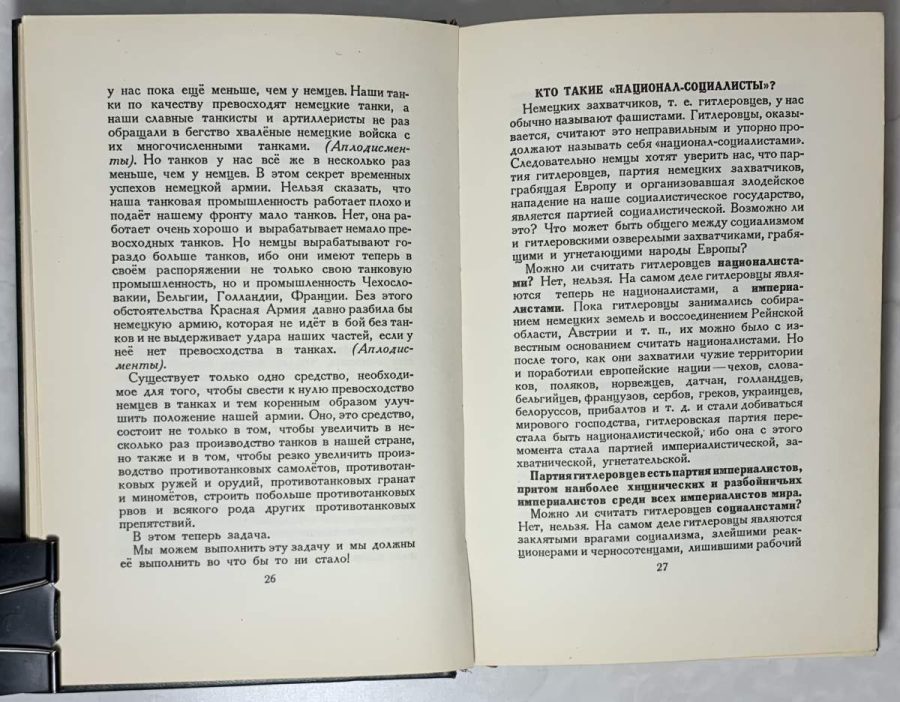 у нас пока ещё меньше, чем у немцев. Наши тан-
ки по качеству превосходят немецкие танки, а
наши славные танкисты и артиллеристы не раз
обращали в бегство хвалёные немецкие войска с
их многочисленными танками. (Аплодисмен-
ты). Но танков у нас всё же в несколько раз
меньше, чем у немцев. В этом секрет временных
успехов немецкой армии. Нельзя сказать, что
наша танковая промышленность работает плохо и
подаёт нашему фронту мало танков. Нет, она ра-
ботает очень хорошо и вырабатывает немало пре-
восходных танков. Но немцы вырабатывают го-
раздо больше танков, ибо они имеют теперь в
своём распоряжении не только свою танковую
промышленность, но и промышленность Чехосло-
вакии, Бельгии, Голландии, Франции. Без этого
обстоятельства Красная Армия давно разбила бы
немецкую армию, которая не идёт в бой без тан-
ков и не выдерживает удара наших частей, если у
неё нет превосходства в танках. (Аплодис-
менты).
Существует только одно средство, необходи-
мое для того, чтобы свести к нулю превосходство
немцев в танках и тем коренным образом улуч-
шить положение нашей армии. Оно, это средство,
состоит не только в том, чтобы увеличить в не-
сколько раз производство танков в нашей стране,
но также и в том, чтобы резко увеличить произ-
водство противотанковых самолётов, противотан-
ковых ружей и орудий, противотанковых гранат
и миномётов, строить побольше противотанковых
рвов и всякого рода других противотанковых
препятствий.
В этом теперь задача.
Мы можем выполнить эту задачу и мы должны
её выполнить во что бы то ни стало!
26
КТО ТАКИЕ «НАЦИОНАЛ-СОЦИАЛИСТЫ»?
Немецких захватчиков, т. е. гитлеровцев, у нас
обычно называют фашистами. Гитлеровцы, оказы-
вается, считают это неправильным и упорно про-
должают называть себя «национал-социалистами».
Следовательно немцы хотят уверить нас, что пар-
тия гитлеровцев, партия немецких захватчиков,
грабящая Европу и организовавшая злодейское
нападение на наше социалистическое государство,
является партией социалистической. Возможно ли
это? Что может быть общего между социализмом
и гитлеровскими озверелыми захватчиками, грабя-
щими и угнетающими народы Европы?
Можно ли считать гитлеровцев националиста-
ми? Нет, нельзя. На самом деле гитлеровцы явля-
ются теперь не националистами, а империа-
листами. Пока гитлеровцы занимались собира-
нием немецких земель и воссоединением Рейнской
области, Австрии и т. п., их можно было с из-
вестным основанием считать националистами. Но
после того, как они захватили чужие территории
и поработили европейские нации — чехов, слова-
ков, поляков, норвежцев, датчан, голландцев,
бельгийцев, французов, сербов, греков, украинцев,
белоруссов, прибалтов и т. д. и стали добиваться
мирового господства, гитлеровская партия пере-
стала быть националистической, ибо она с этого
момента стала партией империалистической, за-
хватнической, угнетательской.
Партия гитлеровцев есть партия империалистов,
притом наиболее хищнических и разбойничьих
империалистов среди всех империалистов мира.
Можно ли считать гитлеровцев социалистами?
Нет, нельзя. На самом деле гитлеровцы являются
заклятыми врагами социализма, злейшими реак-
ционерами и черносотенцами, лишившими рабочий
27